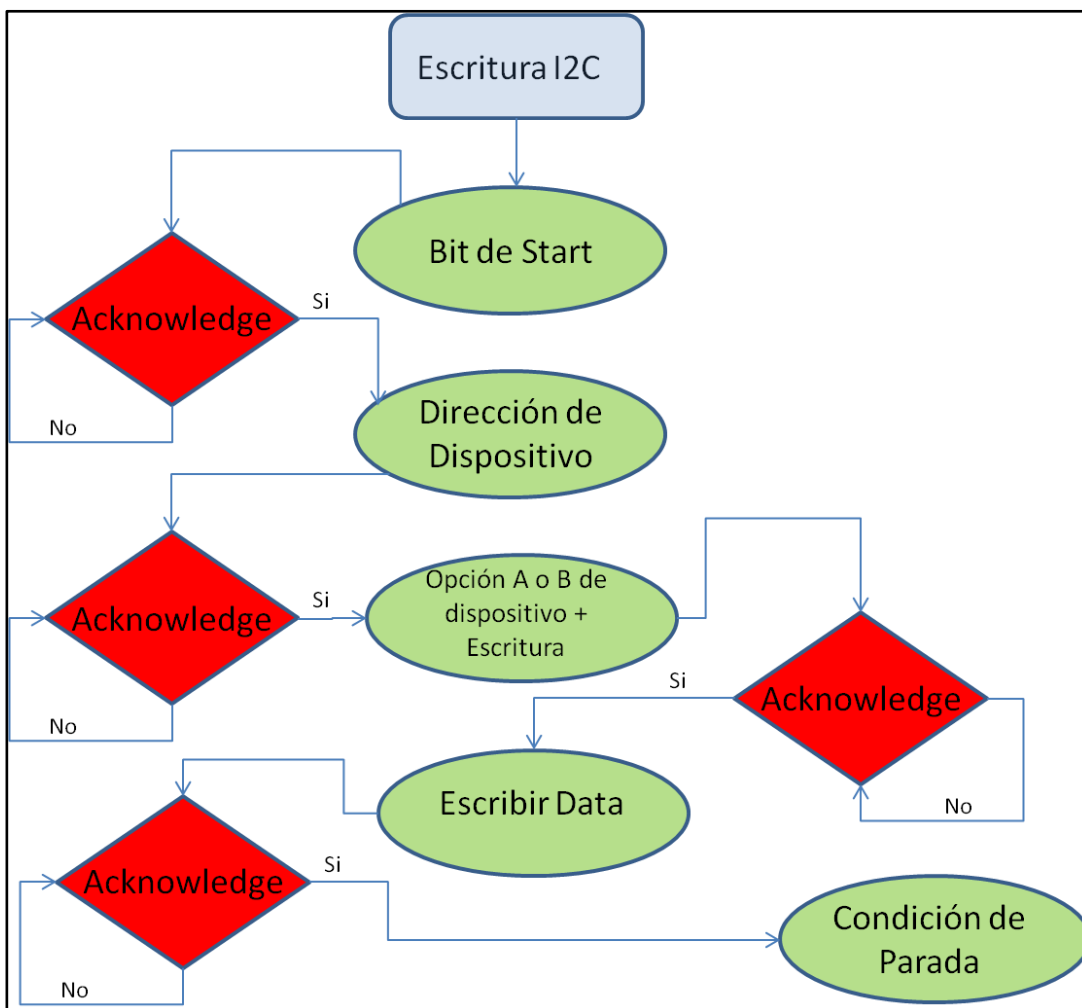 Escritura I2C
Bit de Start
Acknowledge
Si
No
Dirección de
Dispositivo
Acknowledge
Si
No
Opción A o B de
dispositivo +
Escritura
Acknowledge
Si
No
Escribir Data
Acknowledge
Si
No
Condición de
Parada